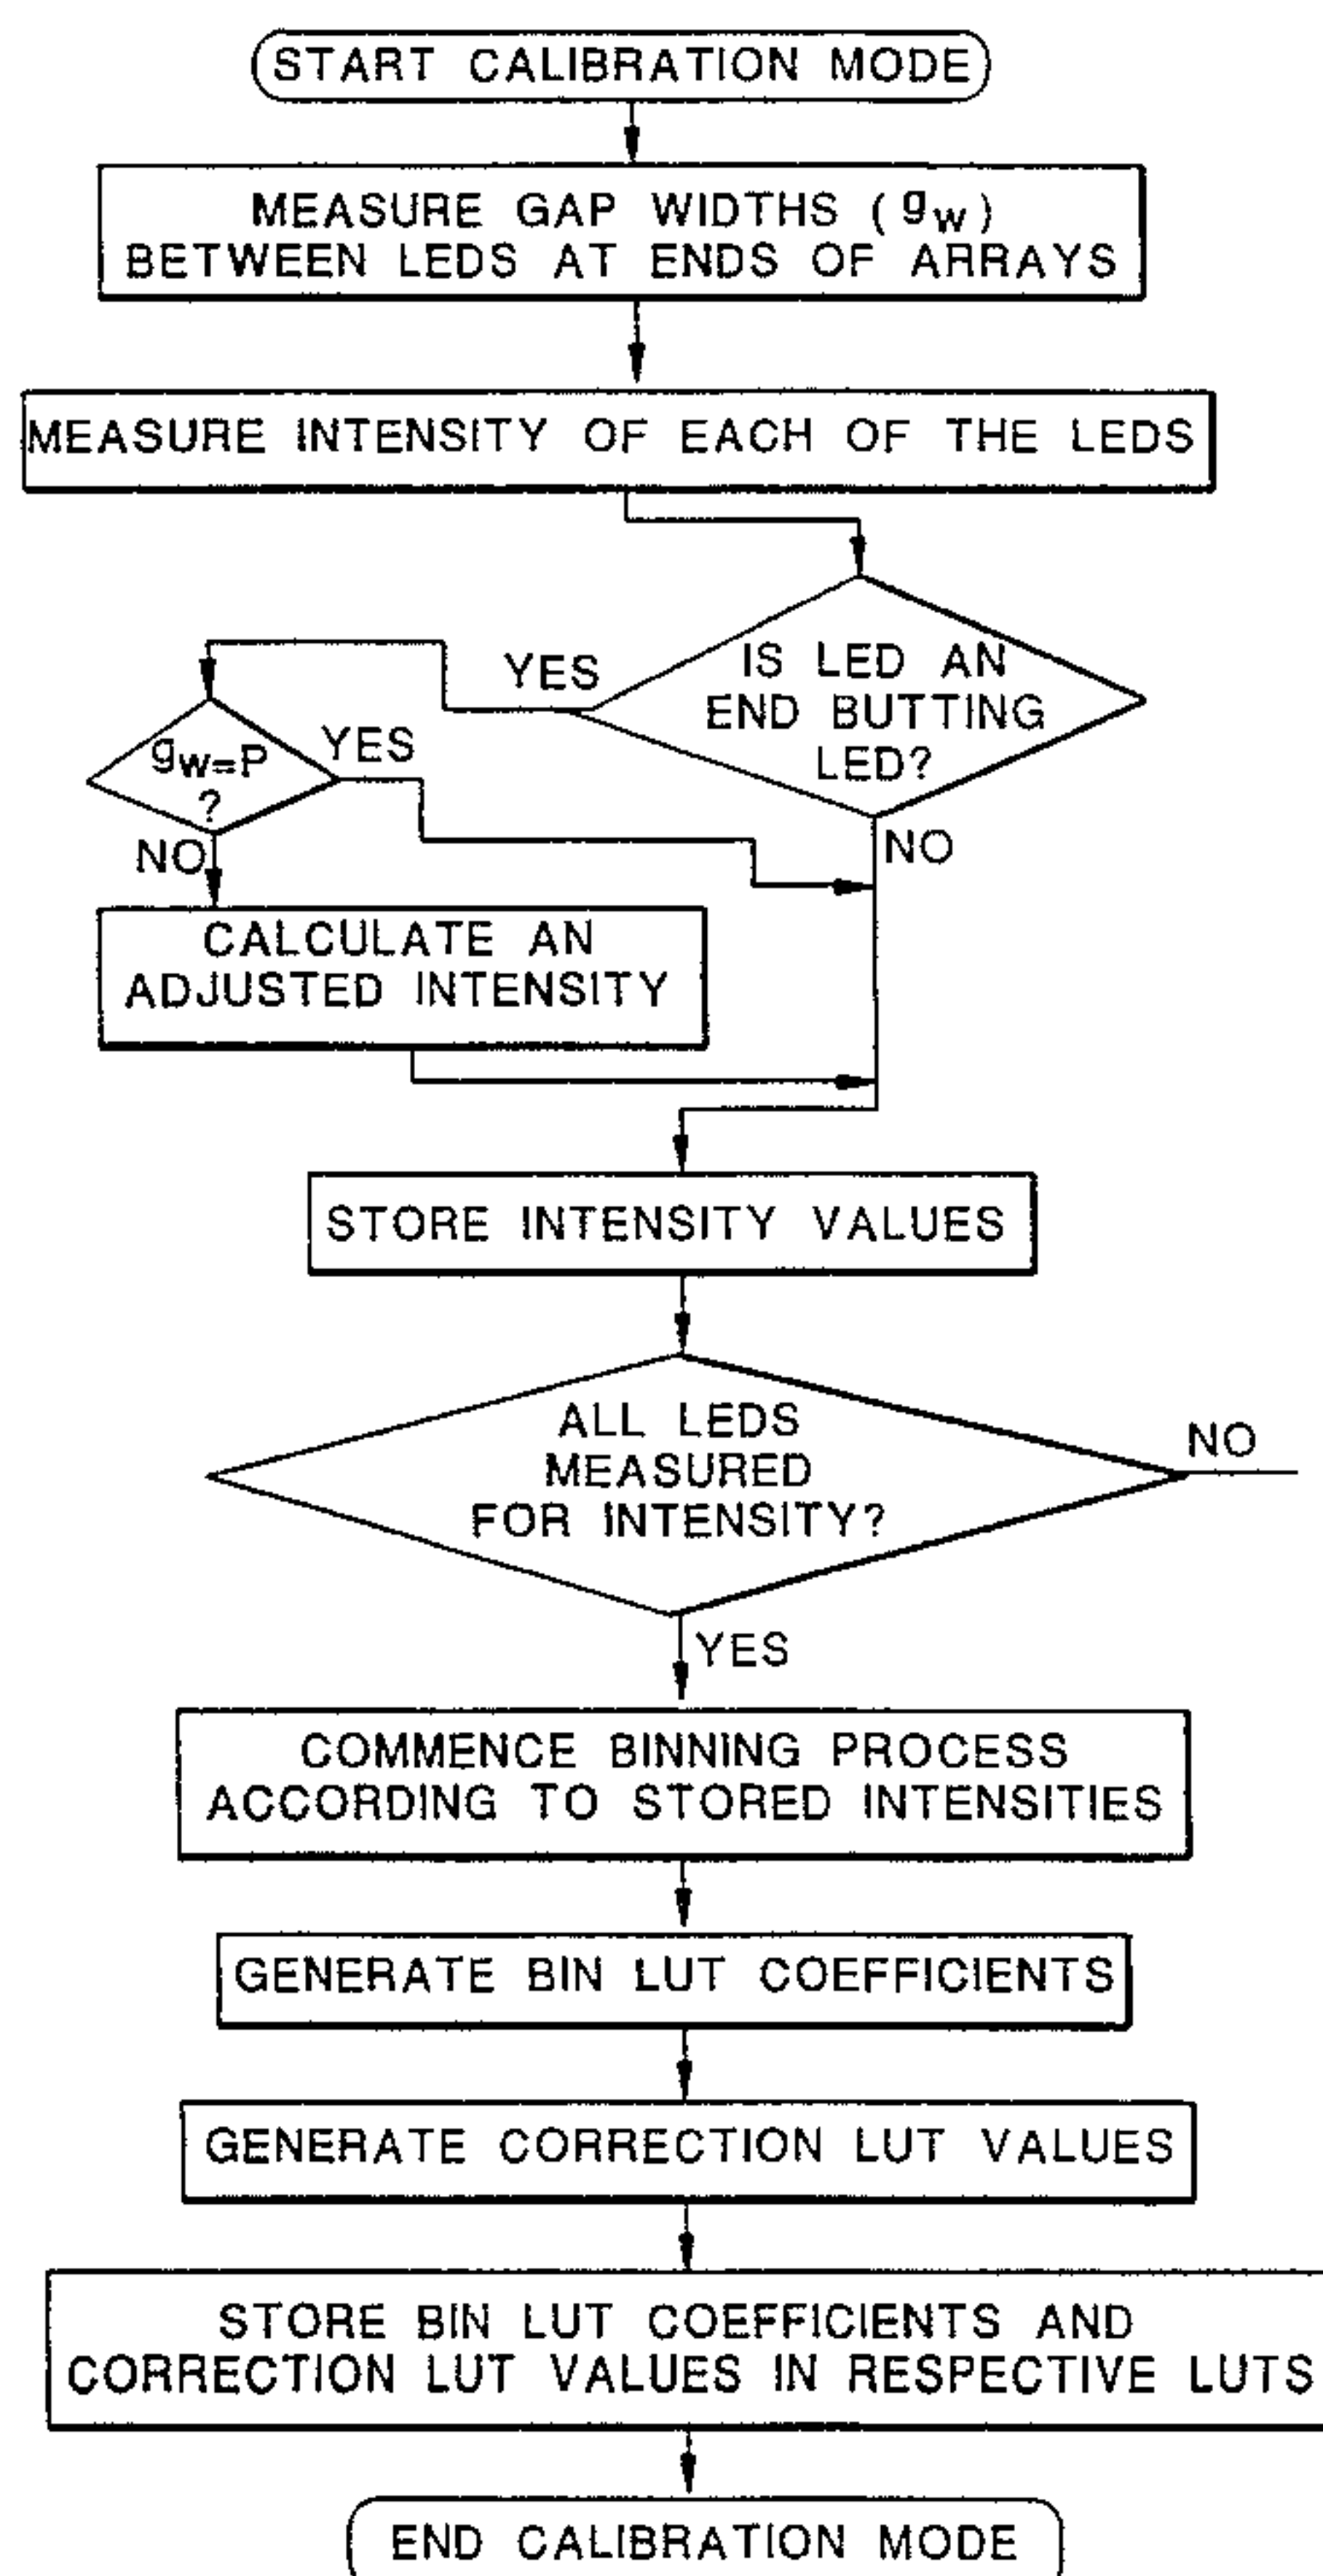 START CALIBRATION MODE
MEASURE GAP WIDTHS (gw)
BETWEEN LEDS AT ENDS OF ARRAYS
MEASURE INTENSITY OF EACH OF THE LEDS
IS LED AN
END BUTTING
LED?
YES
NO
gw=P
?
YES
NO
CALCULATE AN
ADJUSTED INTENSITY
STORE INTENSITY VALUES
ALL LEDS
MEASURED
FOR INTENSITY?
NO
YES
COMMENCE BINNING PROCESS
ACCORDING TO STORED INTENSITIES
GENERATE BIN LUT COEFFICIENTS
GENERATE CORRECTION LUT VALUES
STORE BIN LUT COEFFICIENTS AND
CORRECTION LUT VALUES IN RESPECTIVE LUTS
END CALIBRATION MODE